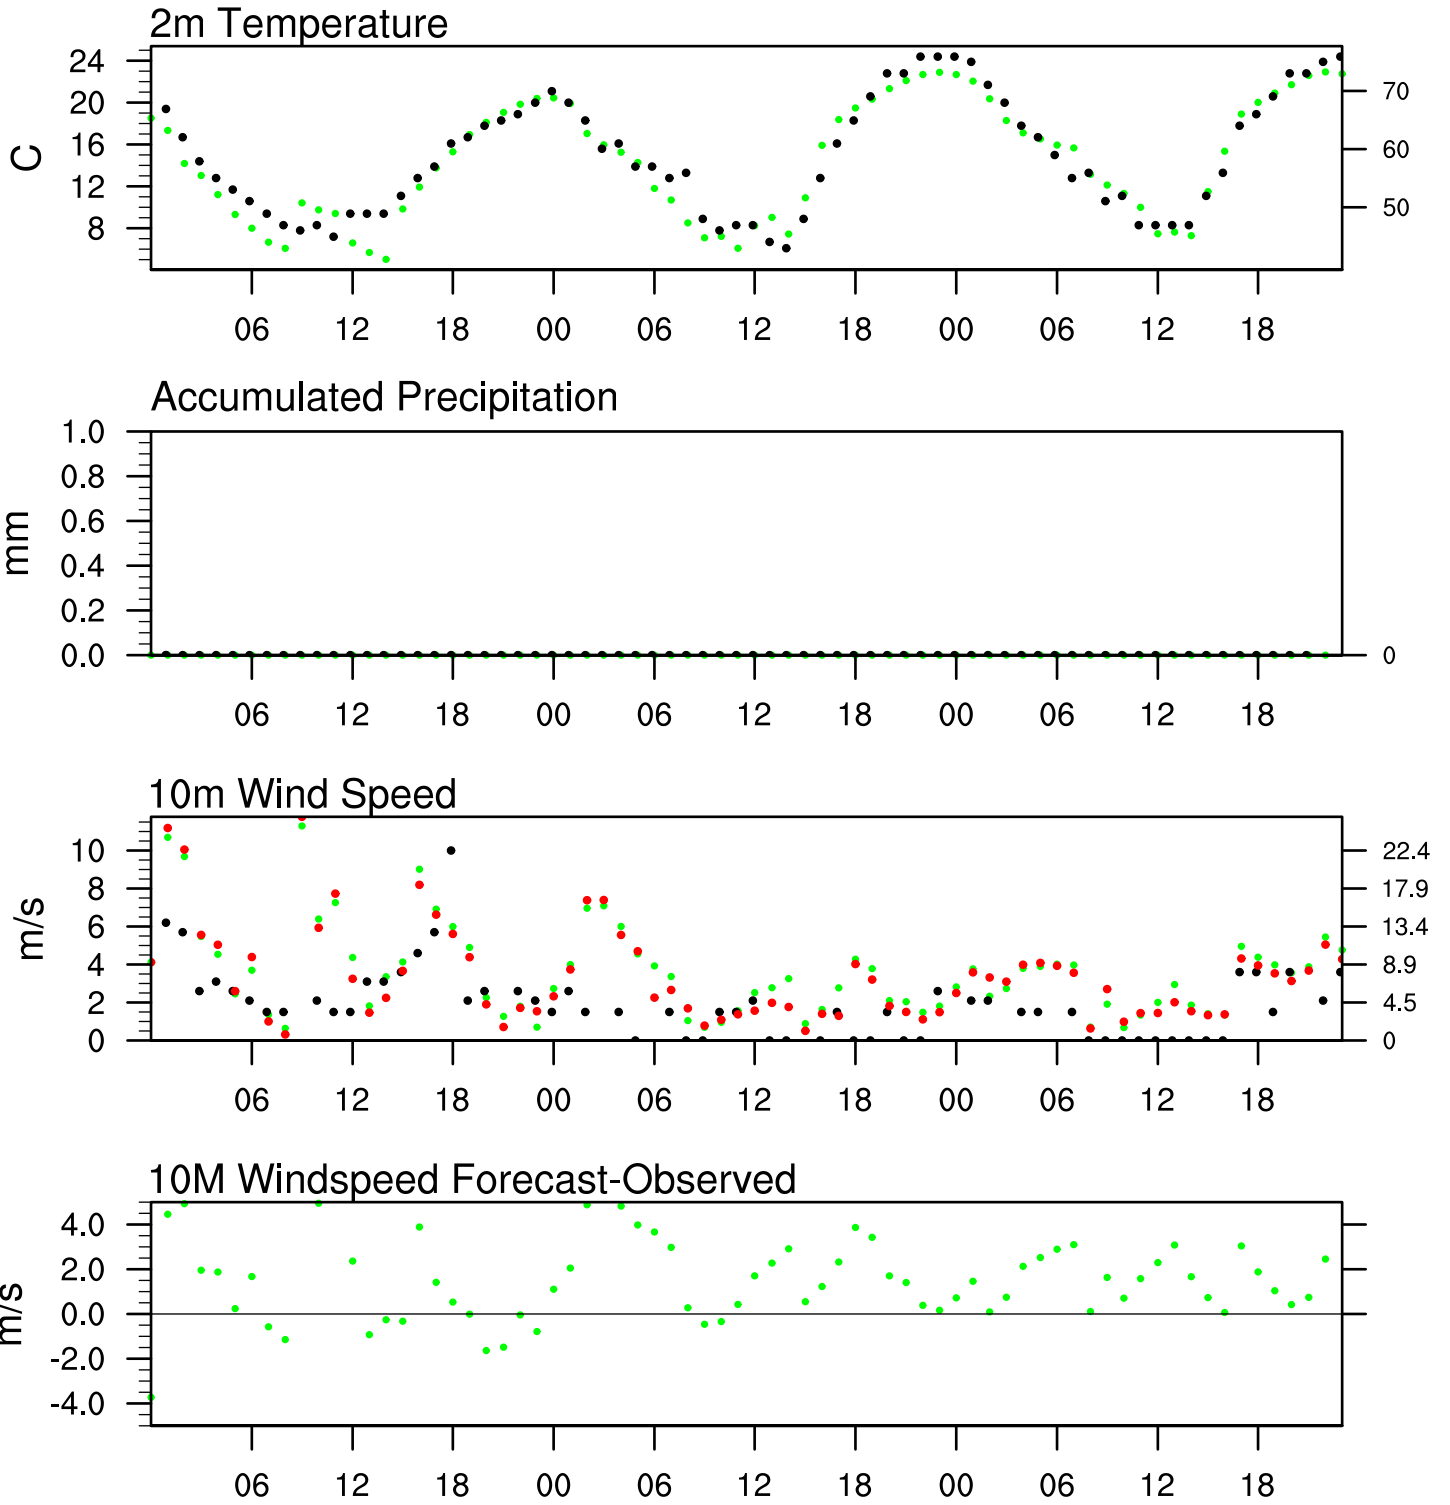 2m Temperature
24
20
16
12
8
C
70
60
50
06 12 18 00 06 12 18 00 06 12 18
Accumulated Precipitation
1.0
0.8
0.6
0.4
0.2
0.0
mm
0
06 12 18 00 06 12 18 00 06 12 18
10m Wind Speed
10
8
6
4
2
0
m/s
22.4
17.9
13.4
8.9
4.5
0
06 12 18 00 06 12 18 00 06 12 18
10M Windspeed Forecast-Observed
4.0
2.0
0.0
-2.0
-4.0
m/s
06 12 18 00 06 12 18 00 06 12 18